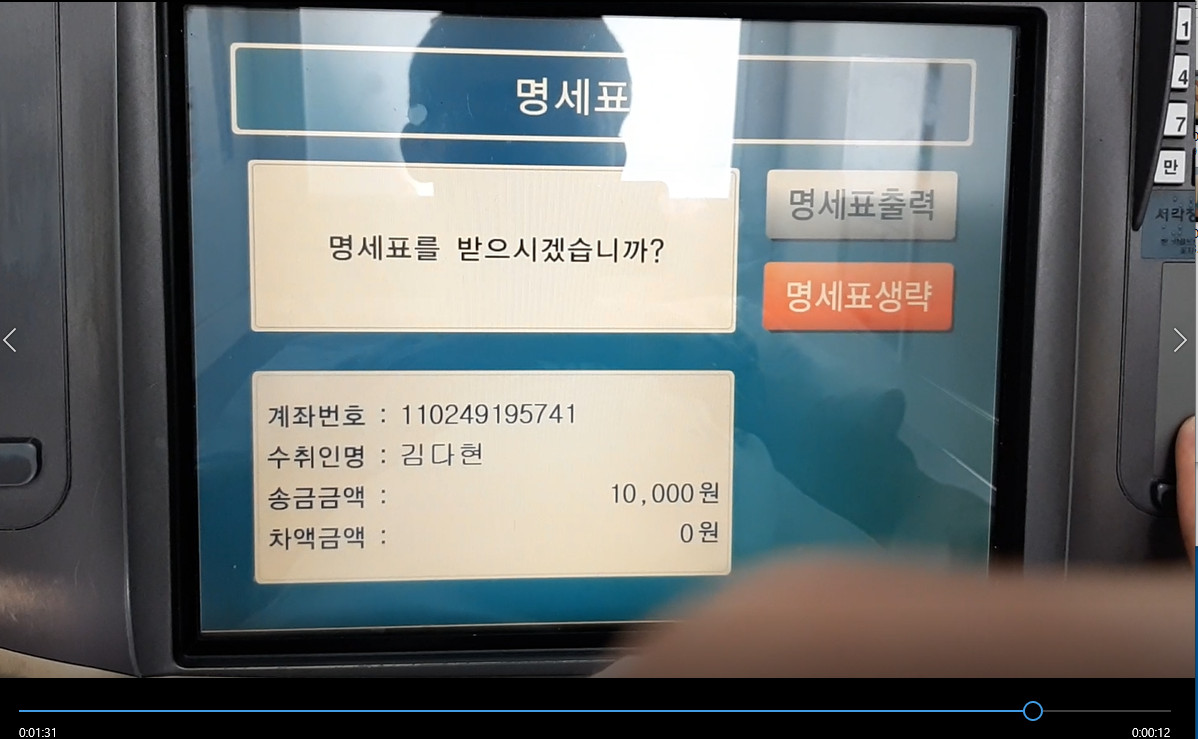 명세표
명세표를 받으시겠습니까?
명세표출력
명세표생략
계좌번호 : 110249195741
수취인명 : 김다현
송금금액 : 10,000원
차액금액 : 0원
1
4
7
만
0:01:31
0:00:12